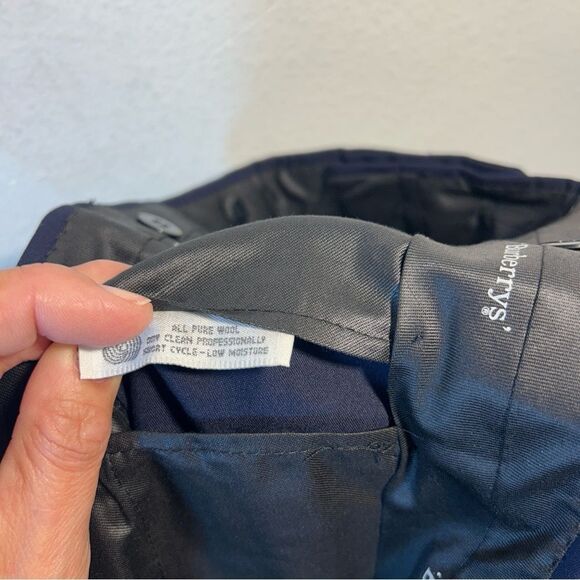 ALL PURE WOOL
DRY CLEAN PROFESSIONALLY
SHORT CYCLE-LOW MOISTURE
Burberrys'
®